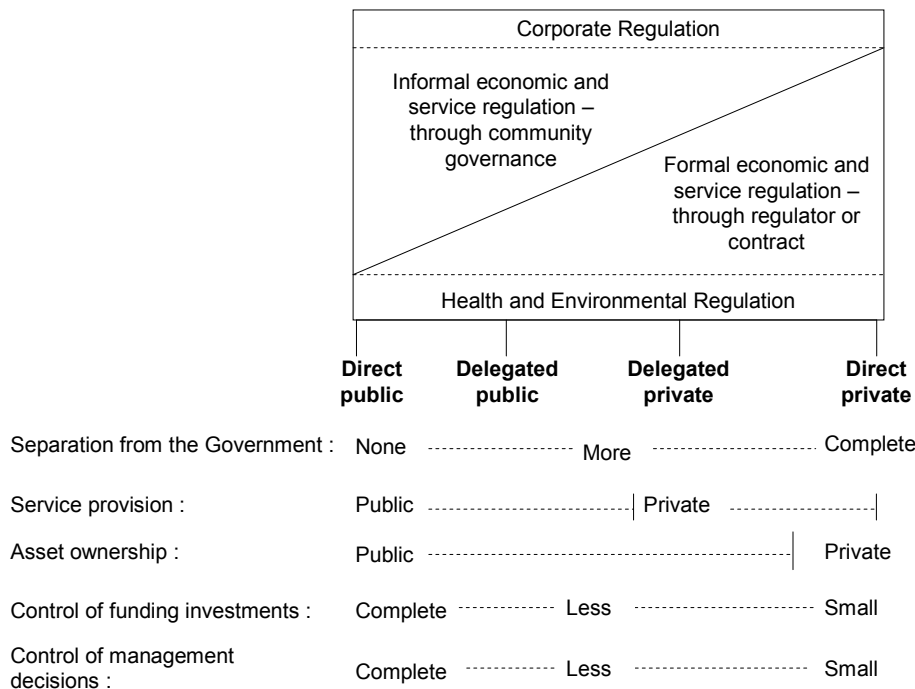 Corporate Regulation
Informal economic and
service regulation –
through community
governance
Formal economic and
service regulation –
through regulator or
contract
Health and Environmental Regulation
Direct
public
Delegated
public
Delegated
private
Direct
private
Separation from the Government : None More Complete
Service provision : Public Private
Asset ownership : Public Private
Control of funding investments : Complete Less Small
Control of management
decisions : Complete Less Small